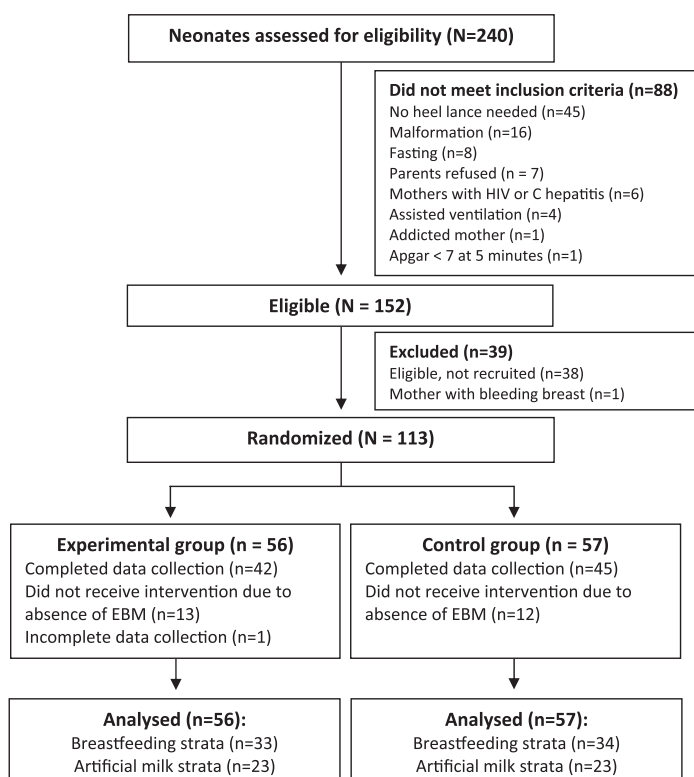 Neonates assessed for eligibility (N=240)
Did not meet inclusion criteria (n=88)
No heel lance needed (n=45)
Malformation (n=16)
Fasting (n=8)
Parents refused (n = 7)
Mothers with HIV or C hepatitis (n=6)
Assisted ventilation (n=4)
Addicted mother (n=1)
Apgar < 7 at 5 minutes (n=1)
Eligible (N = 152)
Excluded (n=39)
Eligible, not recruited (n=38)
Mother with bleeding breast (n=1)
Randomized (N = 113)
Experimental group (n = 56)
Completed data collection (n=42)
Did not receive intervention due to
absence of EBM (n=13)
Incomplete data collection (n=1)
Control group (n = 57)
Completed data collection (n=45)
Did not receive intervention due to
absence of EBM (n=12)
Analysed (n=56):
Breastfeeding strata (n=33)
Artificial milk strata (n=23)
Analysed (n=57):
Breastfeeding strata (n=34)
Artificial milk strata (n=23)